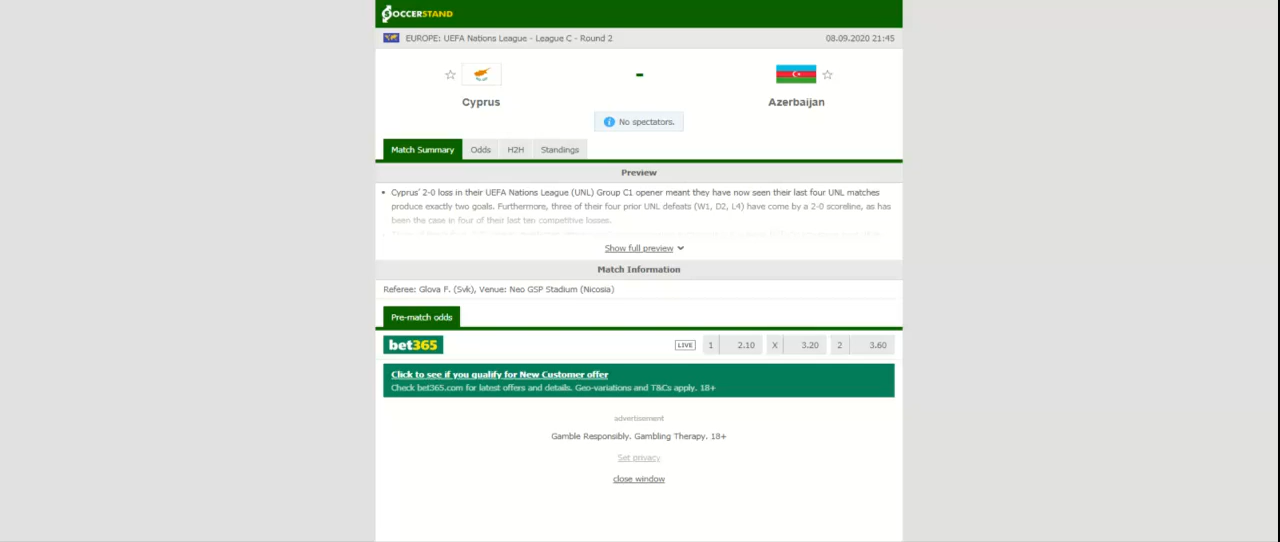 SOCCERSTAND
EUROPE: UEFA Nations League - League C - Round 2 08.09.2020 21:45
-
Cyprus Azerbaijan
No spectators.
Match Summary Odds H2H Standings
Preview
Cyprus' 2-0 loss in their UEFA Nations League (UNL) Group C1 opener meant they have now seen their last four UNL matches
produce exactly two goals. Furthermore, three of their four prior UNL defeats (W1, D2, L4) have come by a 2-0 scoreline, as has
been the case in four of their last ten competitive losses.
Show full preview
Match Information
Referee: Glova F. (Svk), Venue: Neo GSP Stadium (Nicosia)
Pre-match odds
bet365 LIVE 1 2.10 X 3.20 2 3.60
Click to see if you qualify for New Customer offer
Check bet365.com for latest offers and details. Geo-variations and T&Cs apply. 18+
advertisement
Gamble Responsibly. Gambling Therapy. 18+
Set privacy
close window